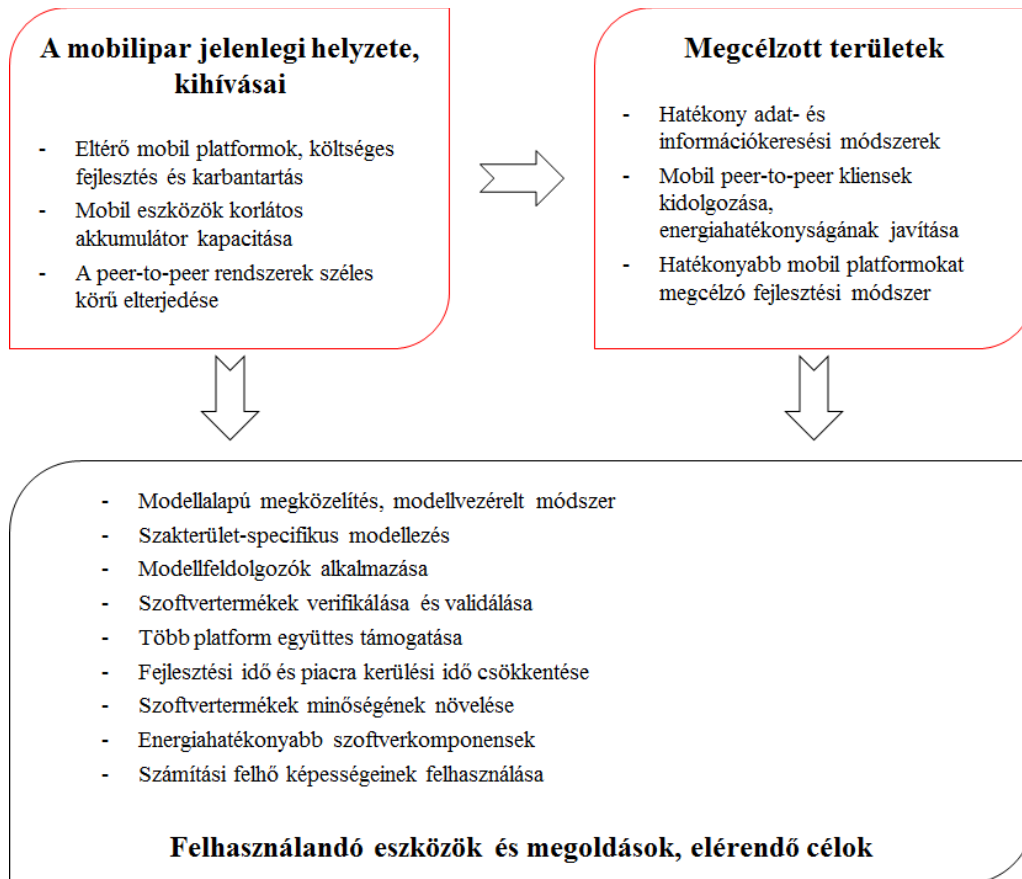 A mobilipar jelenlegi helyzete,
kihívásai
- Eltérő mobil platformok, költséges
fejlesztés és karbantartás
- Mobil eszközök korlátos
akkumulátor kapacitása
- A peer-to-peer rendszerek széles
körű elterjedése
Megcélzott területek
- Hatékony adat- és
információkeresési módszerek
- Mobil peer-to-peer kliensek
kidolgozása,
energiahatékonyságának javítása
- Hatékonyabb mobil platformokat
megcélzó fejlesztési módszer
- Modellalapú megközelítés, modellvezérelt módszer
- Szakterület-specifikus modellezés
- Modellfeldolgozók alkalmazása
- Szoftvertermékek verifikálása és validálása
- Több platform együttes támogatása
- Fejlesztési idő és piacra kerülési idő csökkentése
- Szoftvertermékek minőségének növelése
- Energiahatékonyabb szoftverkomponensek
- Számítási felhő képességeinek felhasználása
Felhasználandó eszközök és megoldások, elérendő célok